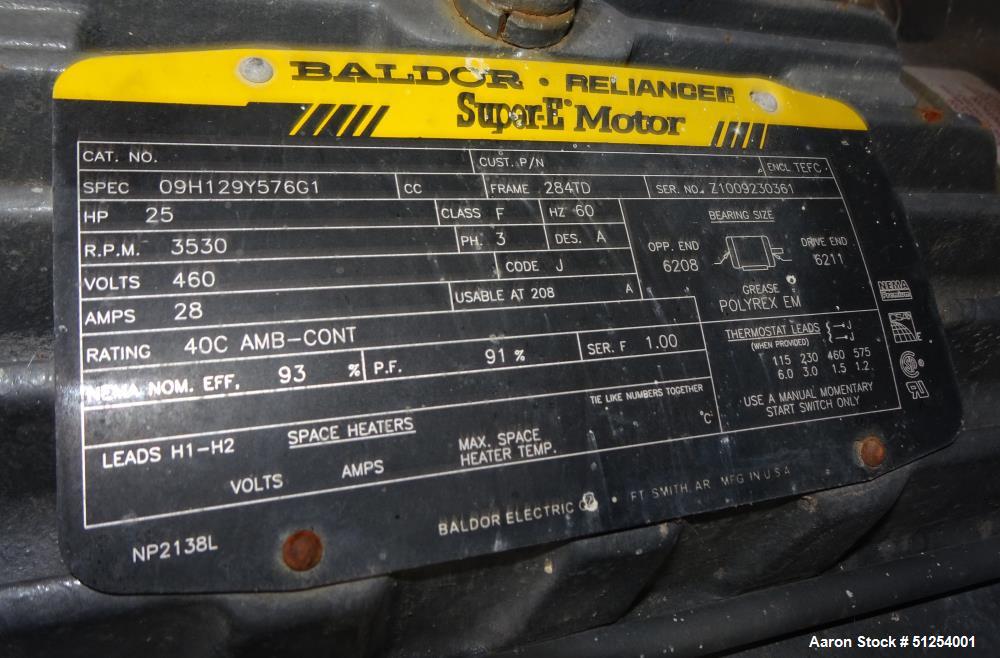 BALDOR • RELIANCE
Super-E® Motor
CAT. NO. CUST. P/N ENCL TEFC
SPEC 09H129Y576G1 CC FRAME 284TD SER. NO. Z1009230361
HP 25 CLASS F HZ 60
R.P.M. 3530 PH. 3 DES. A
VOLTS 460 CODE J
AMPS 28 USABLE AT 208 A
RATING 40C AMB-CONT
NEMA NOM. EFF. 93 % P.F. 91 % SER. F 1.00
BEARING SIZE
OPP. END DRIVE END
6208 6211
GREASE
POLYREX EM
THERMOSTAT LEADS J J
(WHEN PROVIDED)
115 230 460 575
6.0 3.0 1.5 1.2
USE A MANUAL MOMENTARY
START SWITCH ONLY
TIE LIKE NUMBERS TOGETHER
LEADS H1-H2 SPACE HEATERS
VOLTS AMPS MAX. SPACE HEATER TEMP. °C
NEMA
Premium
BALDOR ELECTRIC CO. • FT SMITH, AR MFG IN U.S.A
NP2138L
Aaron Stock # 51254001